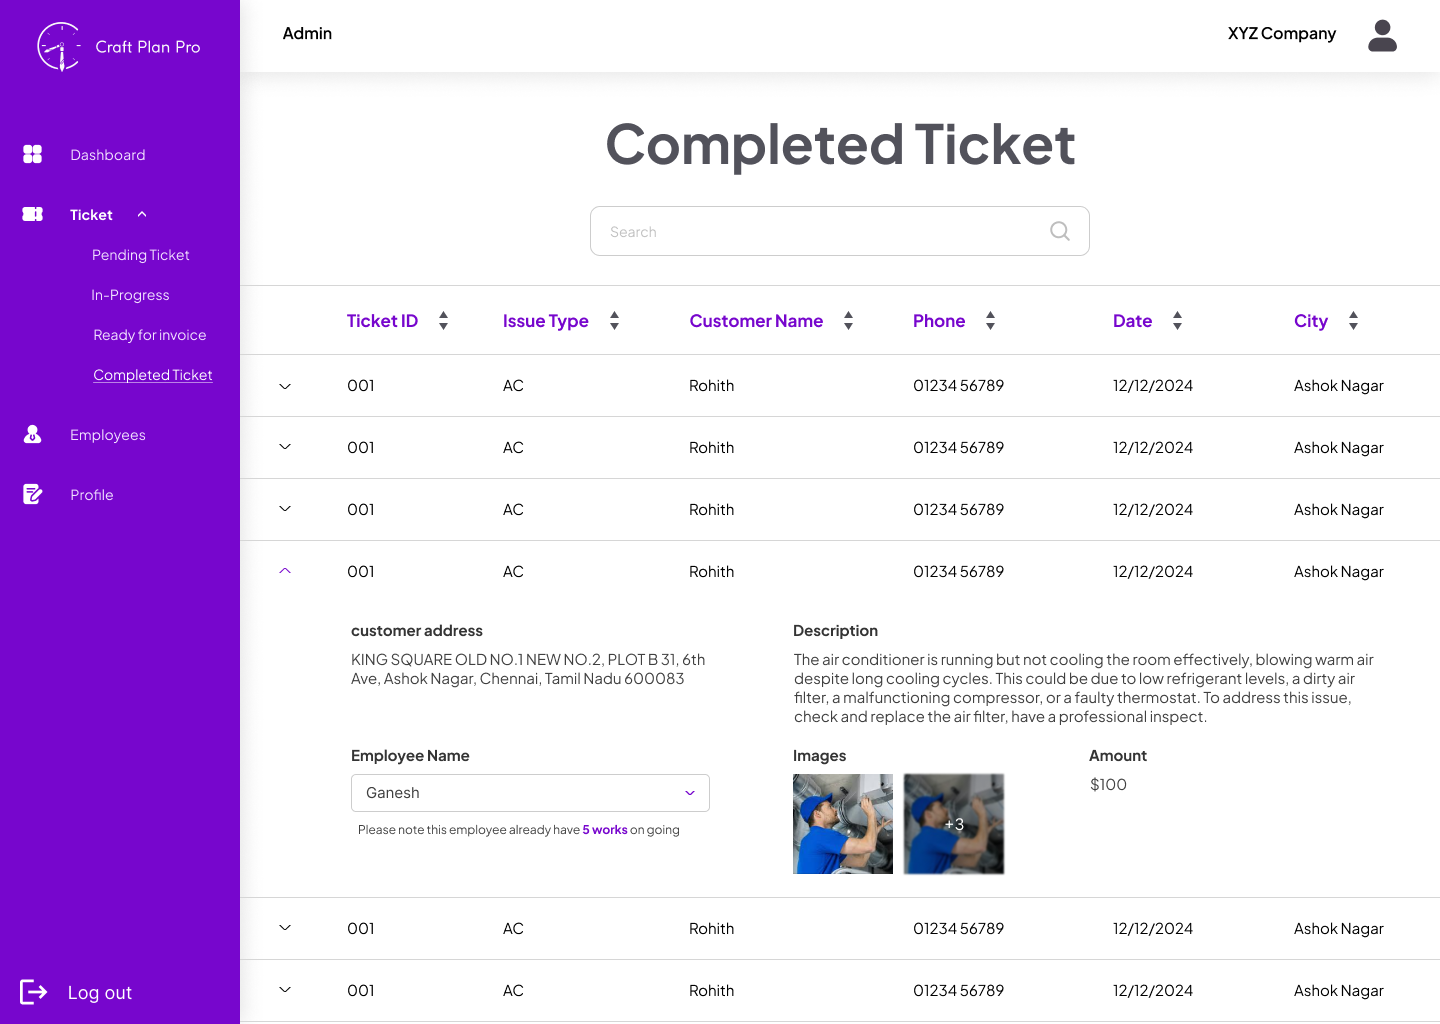 Craft Plan Pro
Admin
XYZ Company
Dashboard
Ticket
Pending Ticket
In-Progress
Ready for invoice
Completed Ticket
Employees
Profile
Log out
Completed Ticket
Search
Ticket ID Issue Type Customer Name Phone Date City
001 AC Rohith 01234 56789 12/12/2024 Ashok Nagar
001 AC Rohith 01234 56789 12/12/2024 Ashok Nagar
001 AC Rohith 01234 56789 12/12/2024 Ashok Nagar
001 AC Rohith 01234 56789 12/12/2024 Ashok Nagar
customer address
KING SQUARE OLD NO.1 NEW NO.2, PLOT B 31, 6th
Ave, Ashok Nagar, Chennai, Tamil Nadu 600083
Description
The air conditioner is running but not cooling the room effectively, blowing warm air
despite long cooling cycles. This could be due to low refrigerant levels, a dirty air
filter, a malfunctioning compressor, or a faulty thermostat. To address this issue,
check and replace the air filter, have a professional inspect.
Employee Name
Ganesh
Please note this employee already have 5 works on going
Images
+3
Amount
$100
001 AC Rohith 01234 56789 12/12/2024 Ashok Nagar
001 AC Rohith 01234 56789 12/12/2024 Ashok Nagar